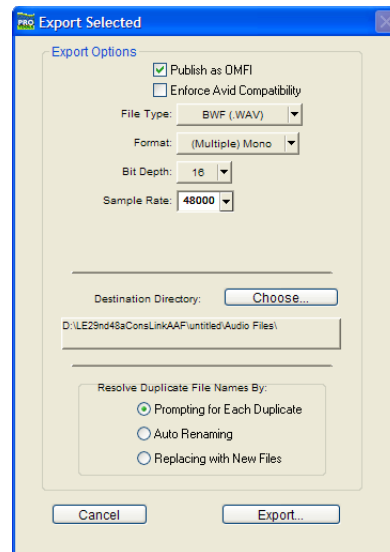 PRO Export Selected
Export Options
Publish as OMFI
Enforce Avid Compatibility
File Type: BWF (.WAV)
Format: (Multiple) Mono
Bit Depth: 16
Sample Rate: 48000
Destination Directory: Choose...
D:\LE29nd48aConsLinkAAF\untitled\Audio Files\
Resolve Duplicate File Names By:
Prompting for Each Duplicate
Auto Renaming
Replacing with New Files
Cancel Export...